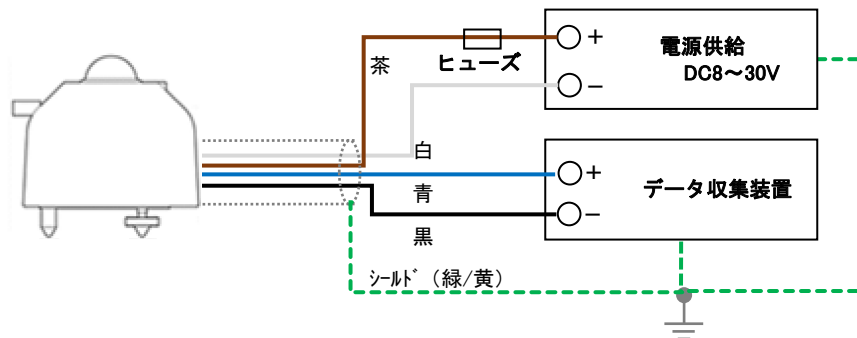 茶
ヒューズ
+
−
電源供給
DC8～30V
白
青
黒
+
−
データ収集装置
ｼｰﾙﾄﾞ（緑/黄）